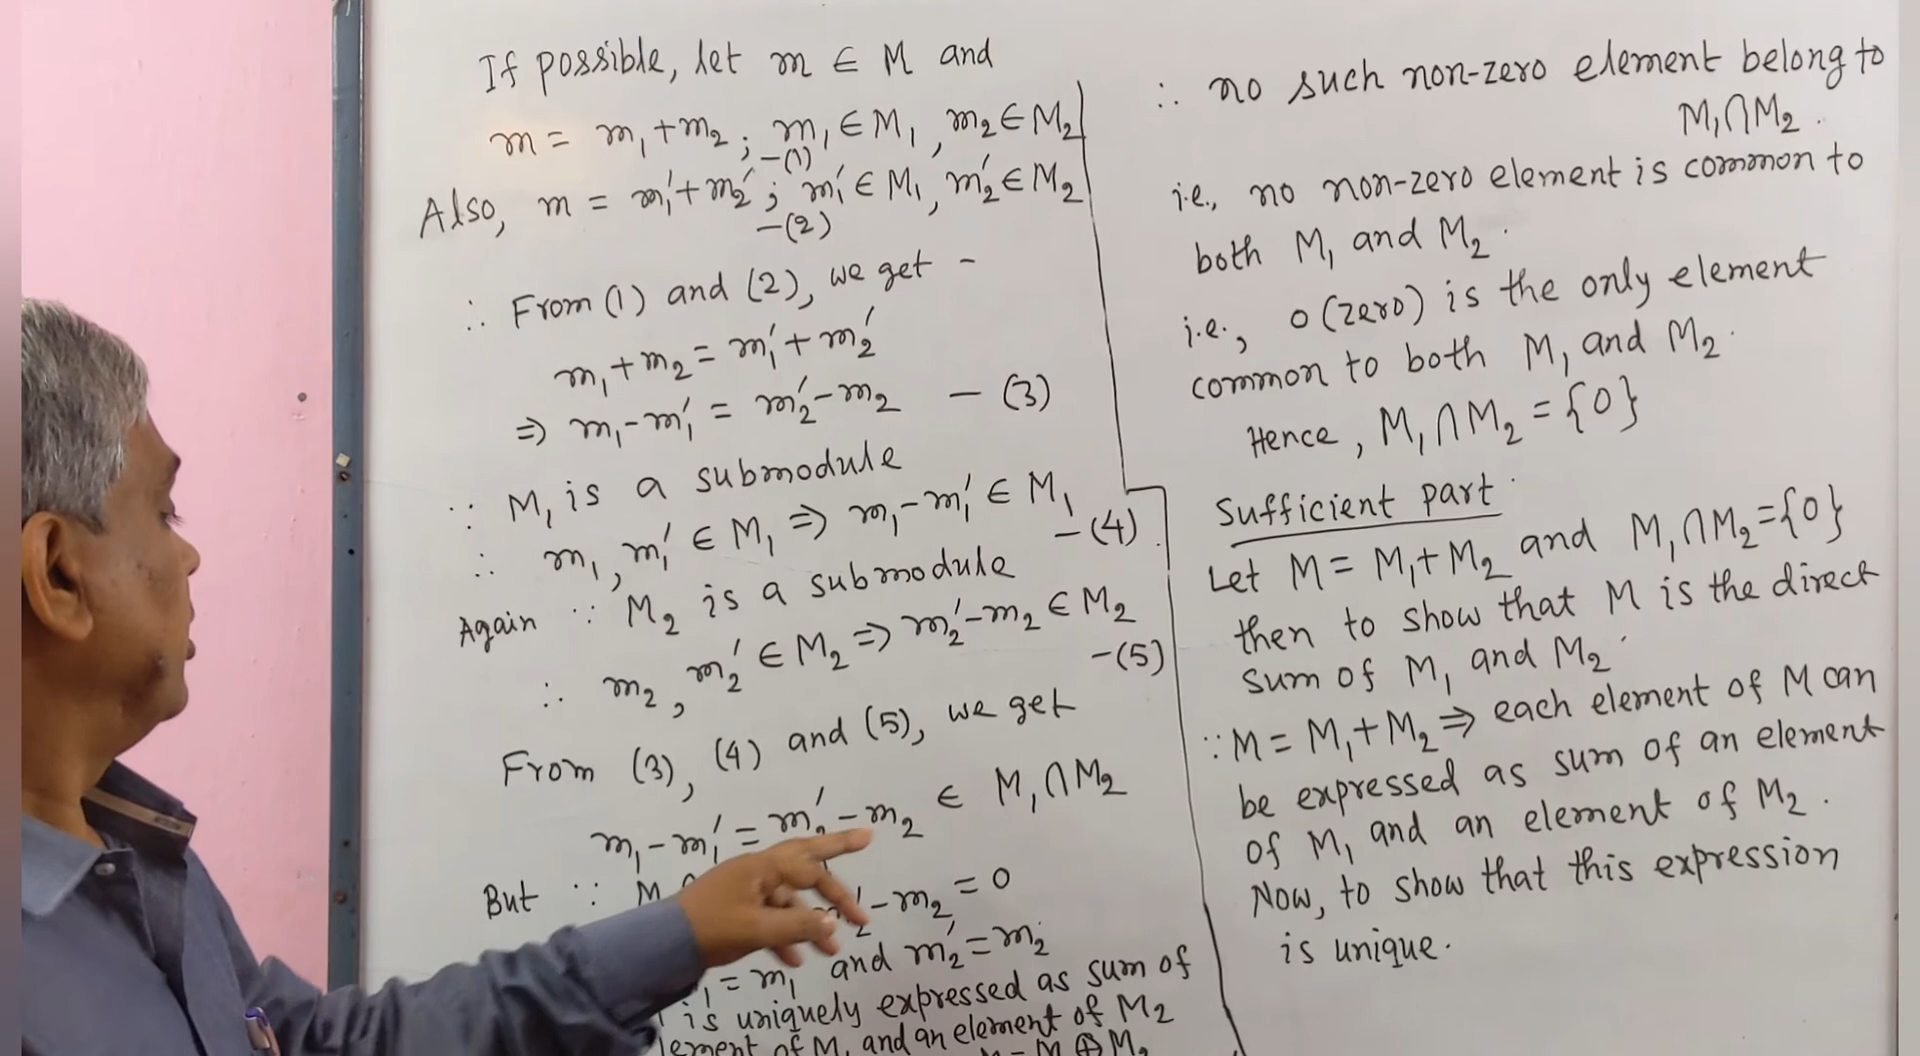 If possible, let m ∈ M and
m = m₁ + m₂ ; m₁ ∈ M₁, m₂ ∈ M₂
—(1)
Also, m = m₁′ + m₂′ ; m₁′ ∈ M₁, m₂′ ∈ M₂
—(2)
∴ From (1) and (2), we get -
m₁ + m₂ = m₁′ + m₂′
⇒ m₁ - m₁′ = m₂′ - m₂ — (3)
∵ M₁ is a submodule
∴ m₁, m₁′ ∈ M₁ ⇒ m₁ - m₁′ ∈ M₁
—(4)
Again ∵ M₂ is a submodule
∴ m₂, m₂′ ∈ M₂ ⇒ m₂′ - m₂ ∈ M₂
—(5)
From (3), (4) and (5), we get
m₁ - m₁′ = m₂′ - m₂ ∈ M₁ ∩ M₂
But ∵ M ₂′ - m₂ = 0
= m₁ and m₂′ = m₂
is uniquely expressed as sum of
of M₁ and an element of M₂
⊕ M₂
∴ no such non-zero element belong to
M₁ ∩ M₂.
i.e., no non-zero element is common to
both M₁ and M₂.
i.e., 0 (zero) is the only element
common to both M₁ and M₂.
Hence, M₁ ∩ M₂ = {0}
Sufficient part.
Let M = M₁ + M₂ and M₁ ∩ M₂ = {0}
then to show that M is the direct
sum of M₁ and M₂.
∵ M = M₁ + M₂ ⇒ each element of M can
be expressed as sum of an element
of M₁ and an element of M₂.
Now, to show that this expression
is unique.